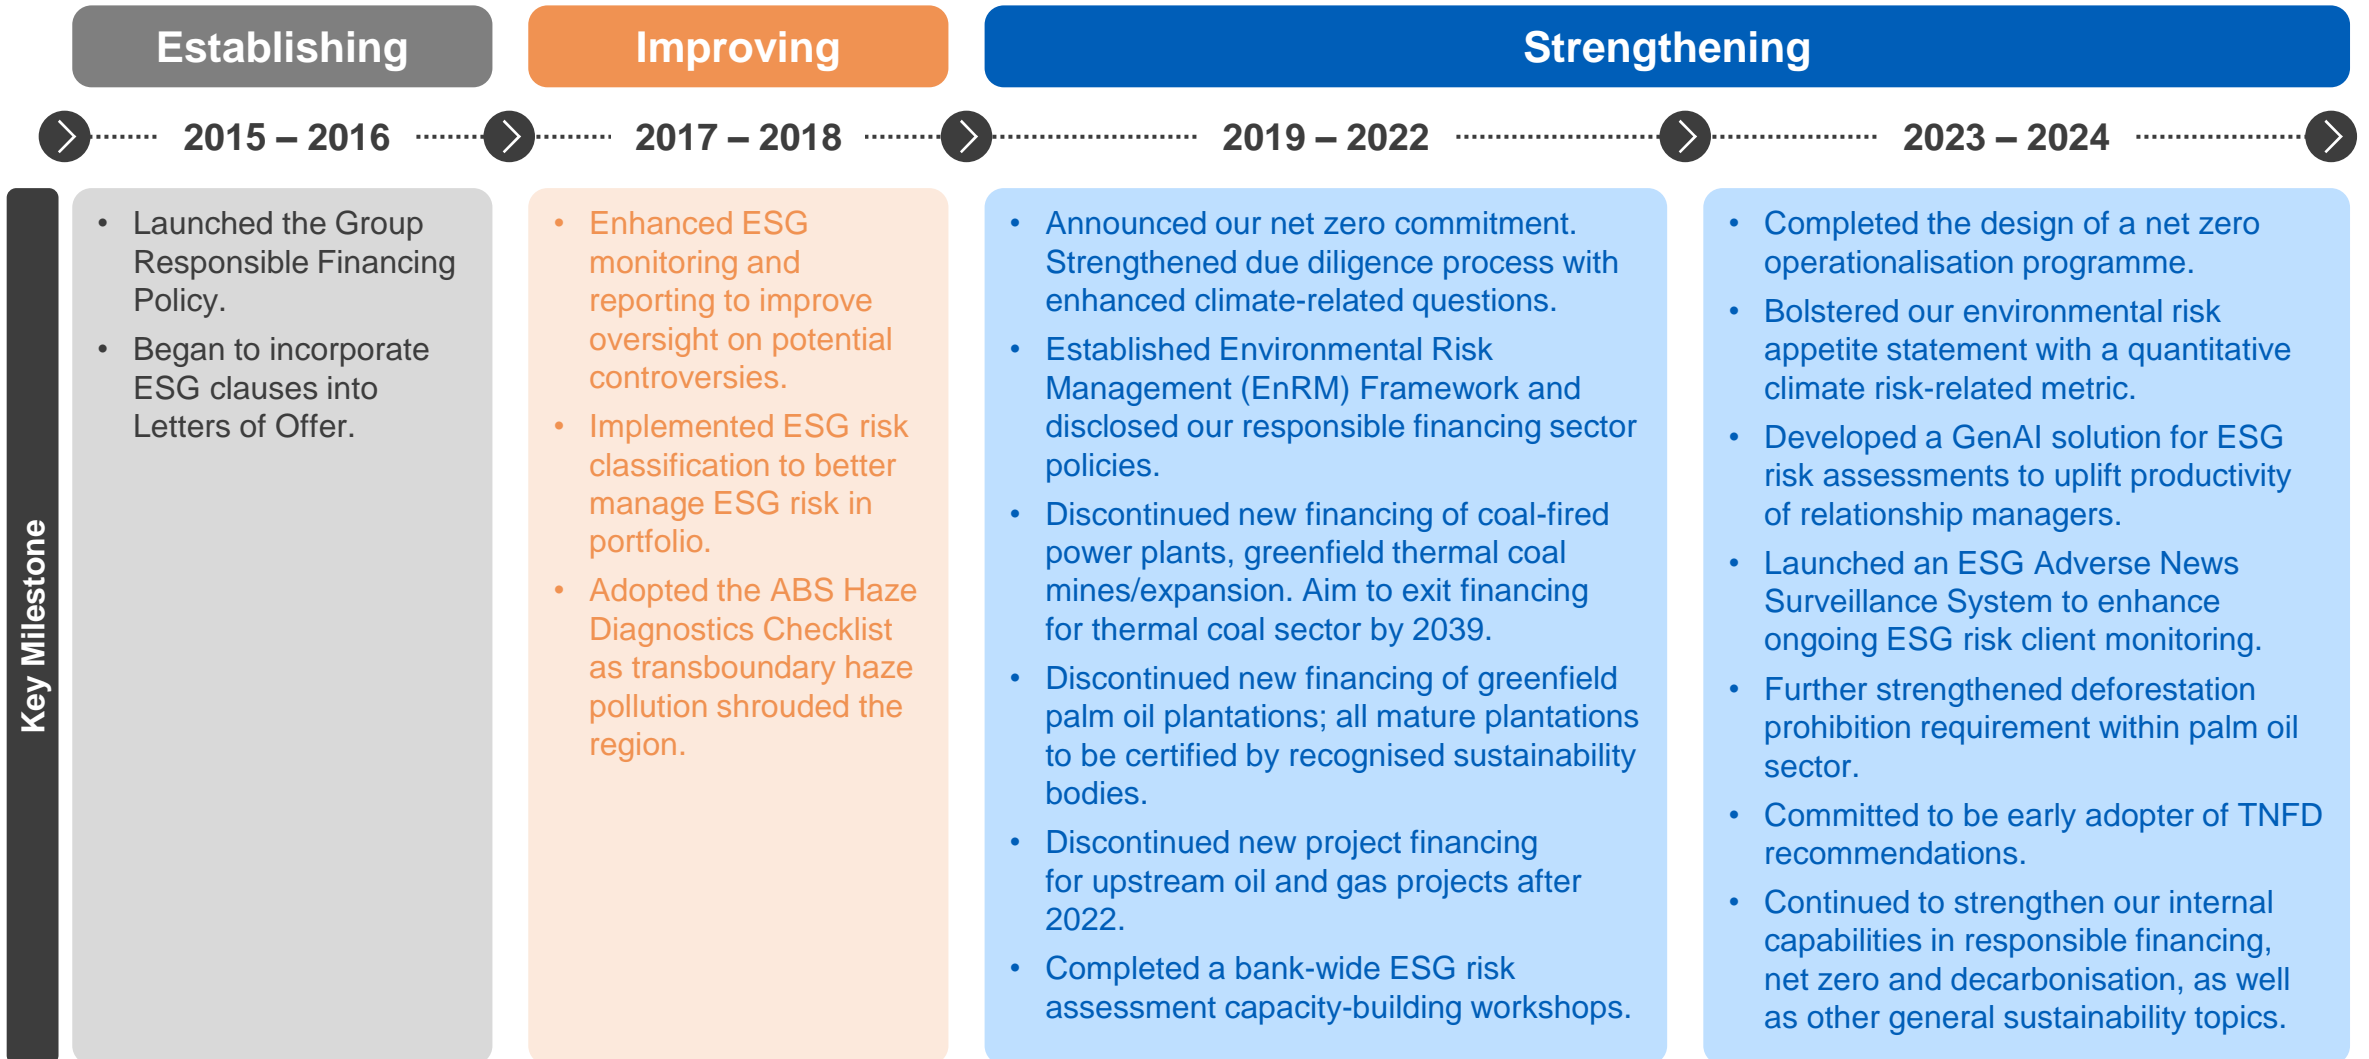 Establishing
Improving
Strengthening
2015 – 2016
2017 – 2018
2019 – 2022
2023 – 2024
Key Milestone
• Launched the Group
Responsible Financing
Policy.
• Began to incorporate
ESG clauses into
Letters of Offer.
• Enhanced ESG
monitoring and
reporting to improve
oversight on potential
controversies.
• Implemented ESG risk
classification to better
manage ESG risk in
portfolio.
• Adopted the ABS Haze
Diagnostics Checklist
as transboundary haze
pollution shrouded the
region.
• Announced our net zero commitment.
Strengthened due diligence process with
enhanced climate-related questions.
• Established Environmental Risk
Management (EnRM) Framework and
disclosed our responsible financing sector
policies.
• Discontinued new financing of coal-fired
power plants, greenfield thermal coal
mines/expansion. Aim to exit financing
for thermal coal sector by 2039.
• Discontinued new financing of greenfield
palm oil plantations; all mature plantations
to be certified by recognised sustainability
bodies.
• Discontinued new project financing
for upstream oil and gas projects after
2022.
• Completed a bank-wide ESG risk
assessment capacity-building workshops.
• Completed the design of a net zero
operationalisation programme.
• Bolstered our environmental risk
appetite statement with a quantitative
climate risk-related metric.
• Developed a GenAI solution for ESG
risk assessments to uplift productivity
of relationship managers.
• Launched an ESG Adverse News
Surveillance System to enhance
ongoing ESG risk client monitoring.
• Further strengthened deforestation
prohibition requirement within palm oil
sector.
• Committed to be early adopter of TNFD
recommendations.
• Continued to strengthen our internal
capabilities in responsible financing,
net zero and decarbonisation, as well
as other general sustainability topics.